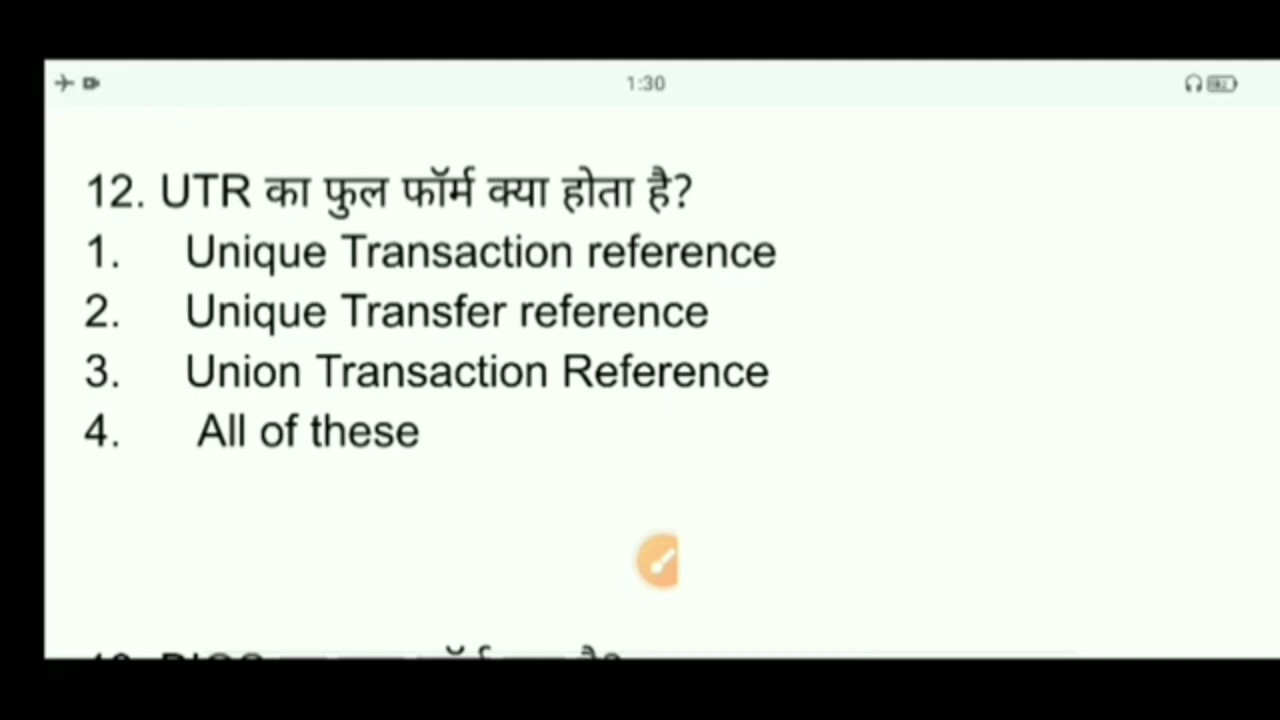 1:30
12. UTR का फुल फॉर्म क्या होता है?
1. Unique Transaction reference
2. Unique Transfer reference
3. Union Transaction Reference
4. All of these